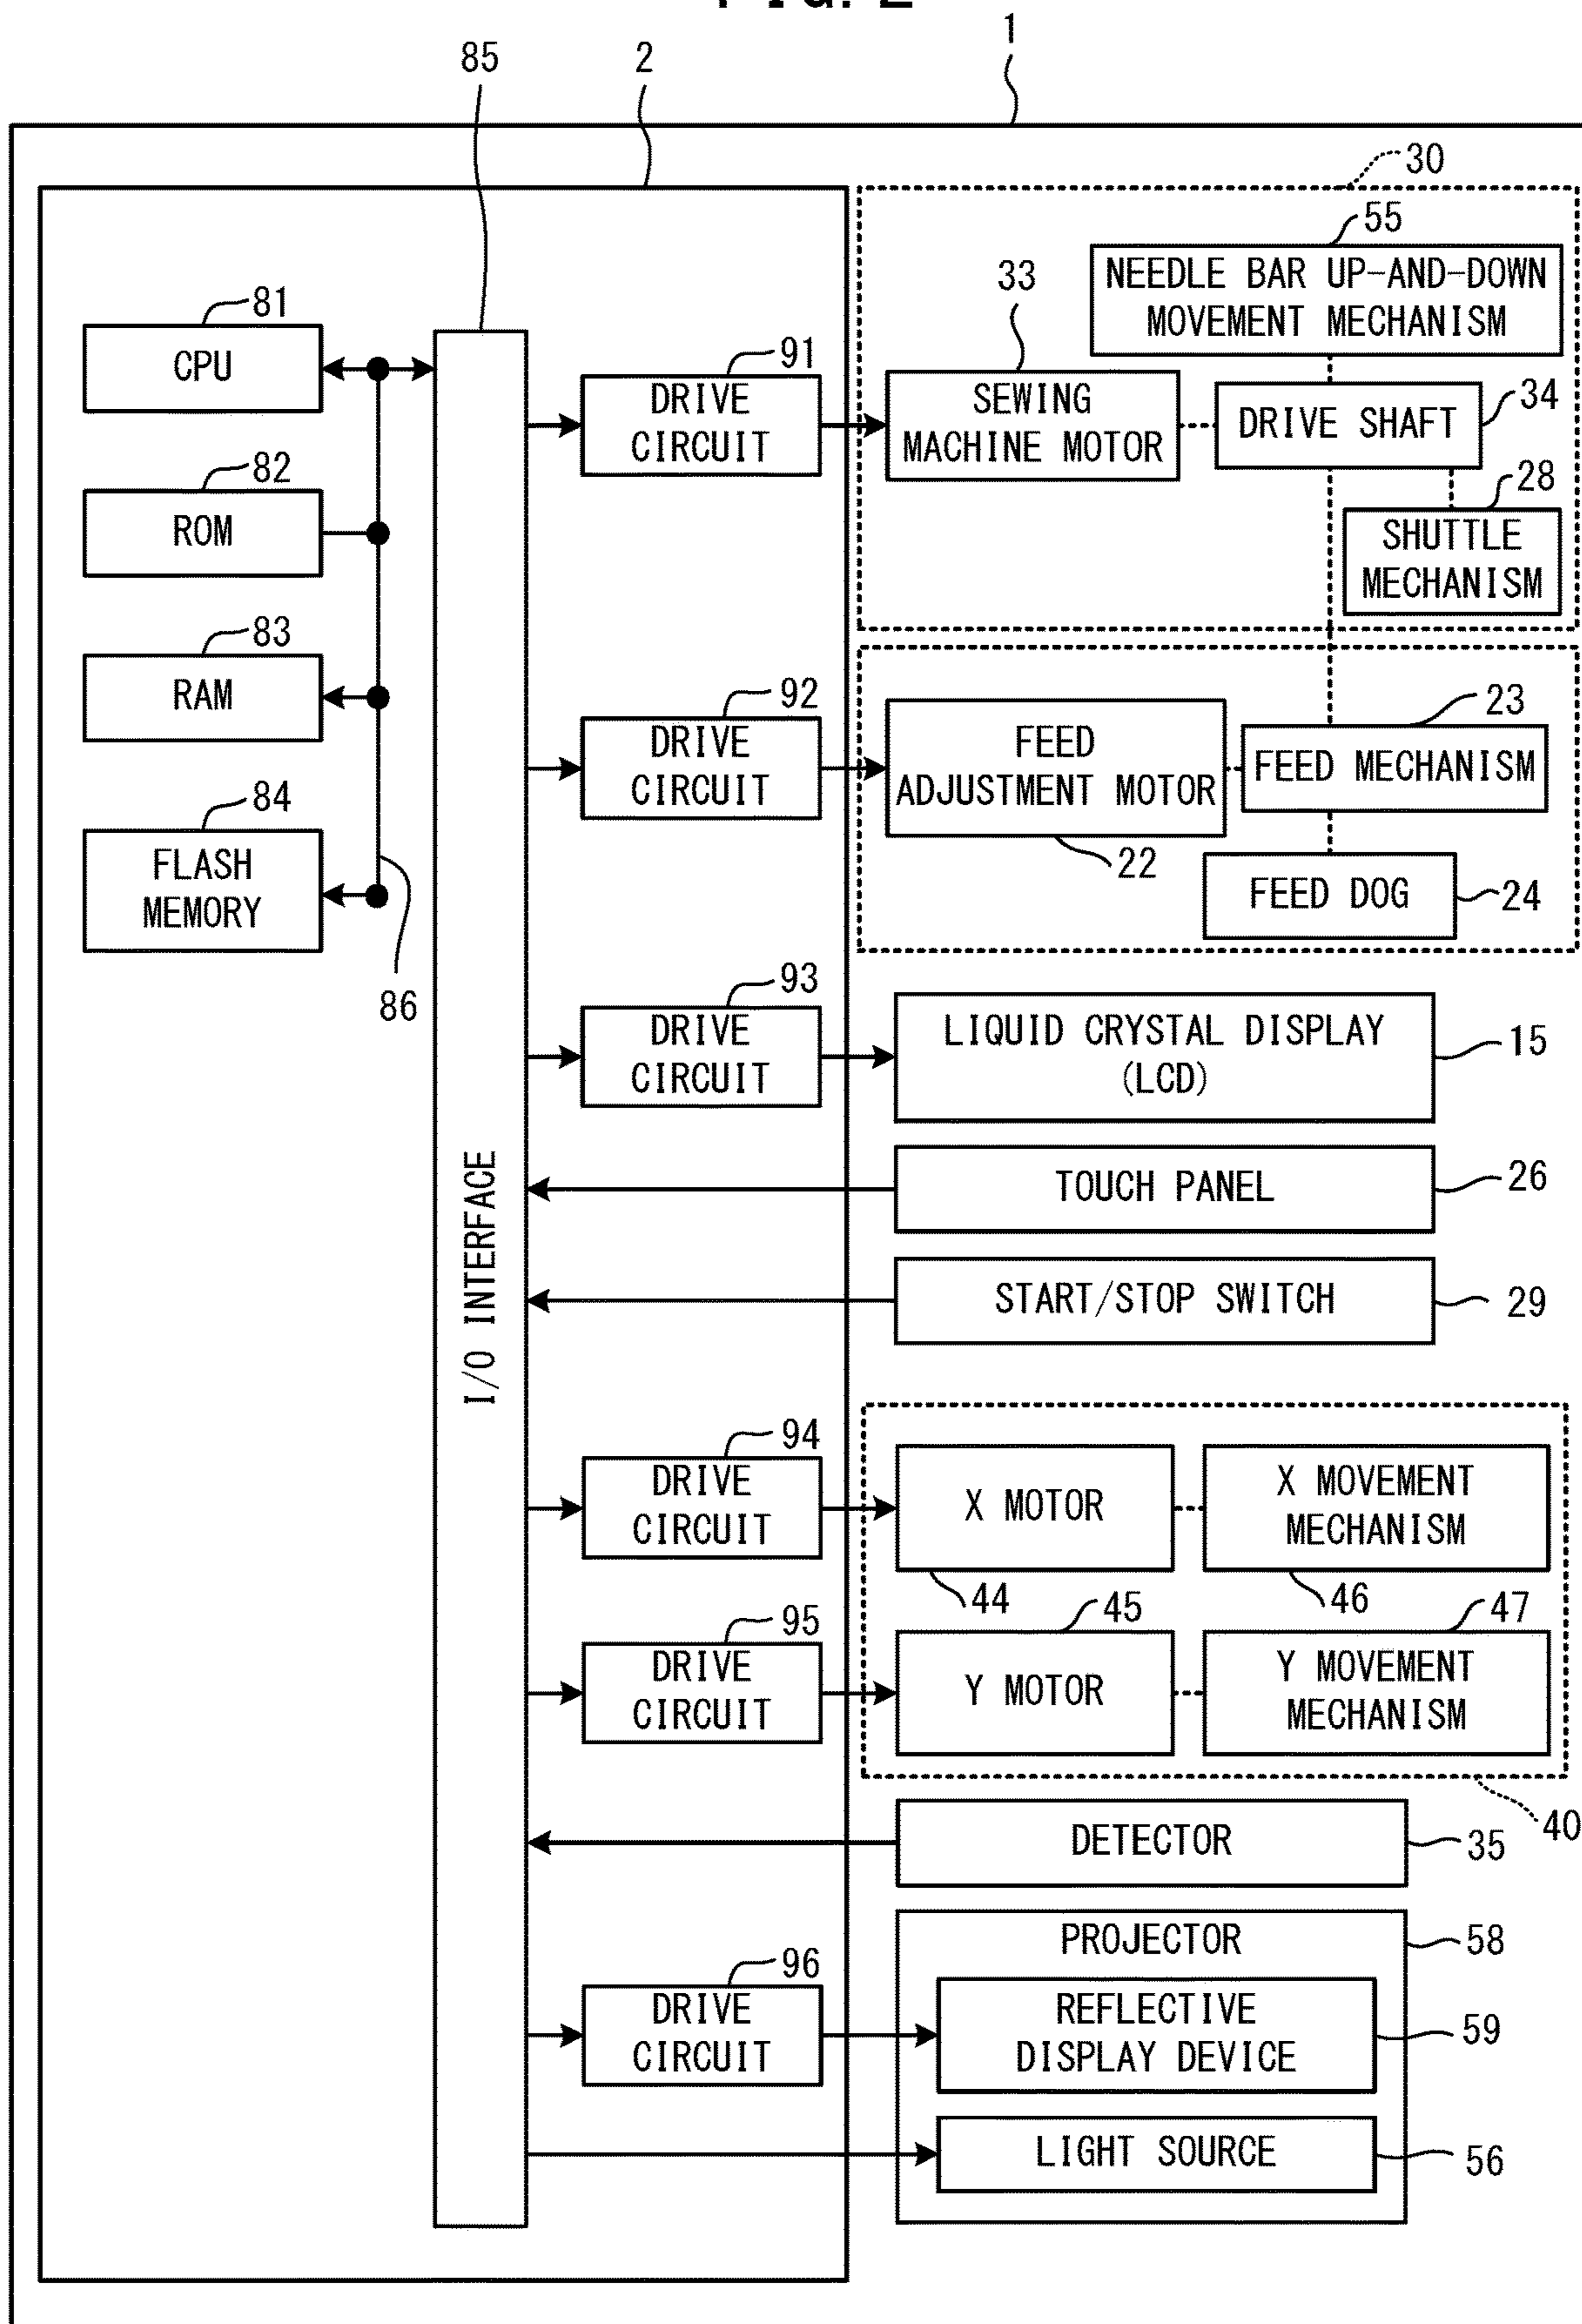 FIG. 2
1
85
2
30
55
NEEDLE BAR UP-AND-DOWN
MOVEMENT MECHANISM
33
81
CPU
91
DRIVE
CIRCUIT
SEWING
MACHINE MOTOR
DRIVE SHAFT
34
82
ROM
28
SHUTTLE
MECHANISM
83
RAM
92
DRIVE
CIRCUIT
FEED
ADJUSTMENT MOTOR
22
23
FEED MECHANISM
84
FLASH
MEMORY
FEED DOG
24
86
93
DRIVE
CIRCUIT
LIQUID CRYSTAL DISPLAY
(LCD)
15
I/O INTERFACE
TOUCH PANEL
26
START/STOP SWITCH
29
94
DRIVE
CIRCUIT
X MOTOR
44
X MOVEMENT
MECHANISM
46
95
DRIVE
CIRCUIT
45
Y MOTOR
47
Y MOVEMENT
MECHANISM
40
DETECTOR
35
PROJECTOR
58
96
DRIVE
CIRCUIT
REFLECTIVE
DISPLAY DEVICE
59
LIGHT SOURCE
56